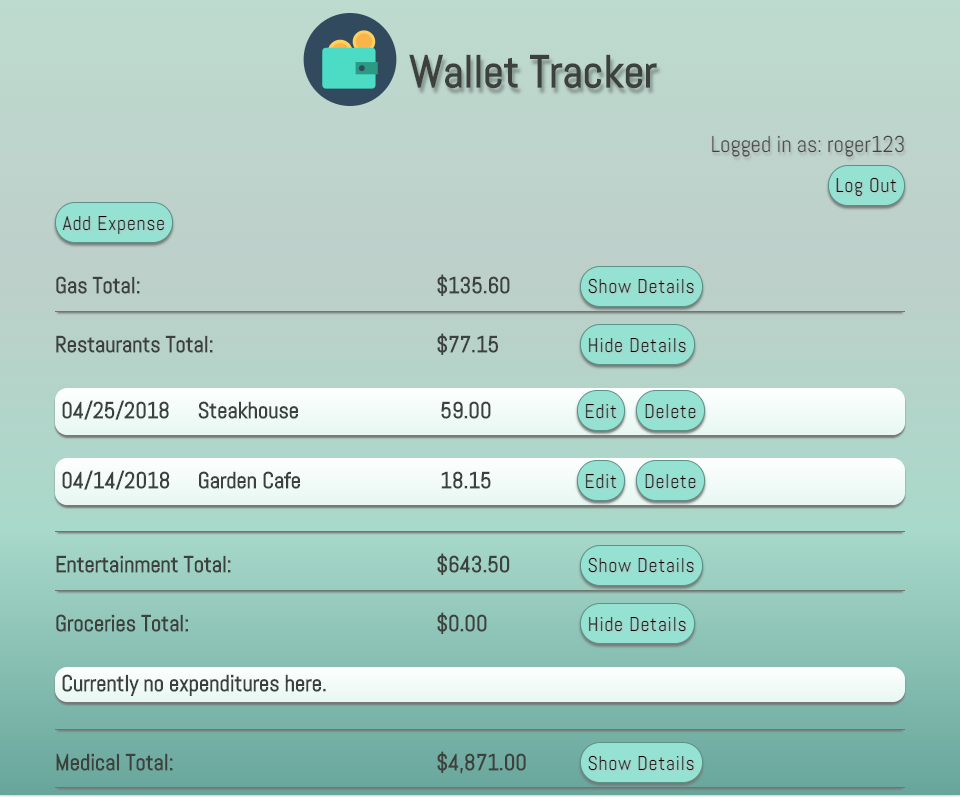 Wallet Tracker
Logged in as: roger123
Log Out
Add Expense
Gas Total: $135.60 Show Details
Restaurants Total: $77.15 Hide Details
04/25/2018 Steakhouse 59.00 Edit Delete
04/14/2018 Garden Cafe 18.15 Edit Delete
Entertainment Total: $643.50 Show Details
Groceries Total: $0.00 Hide Details
Currently no expenditures here.
Medical Total: $4,871.00 Show Details